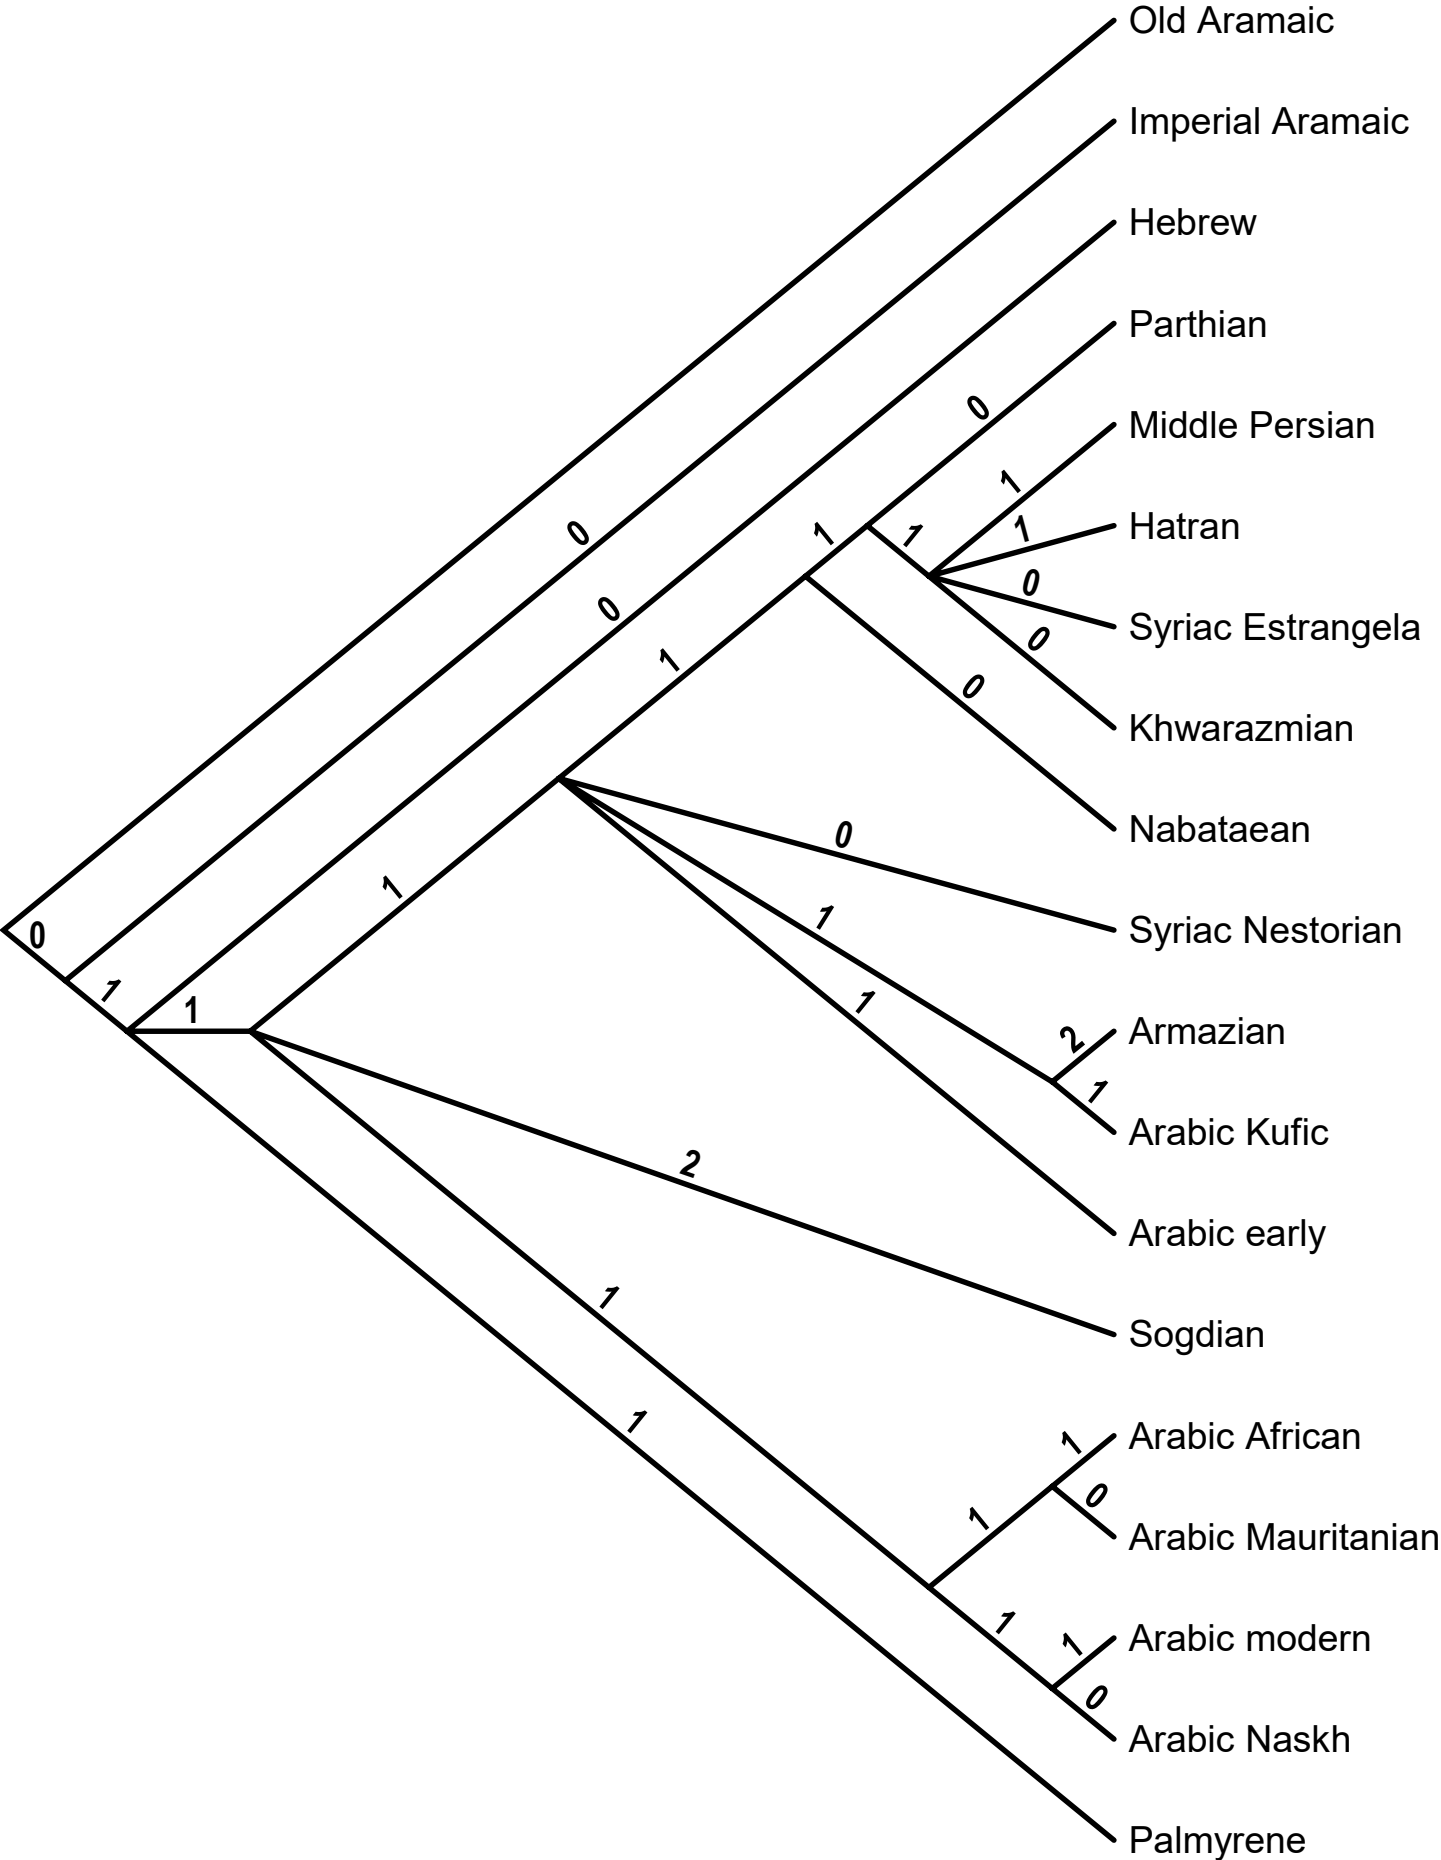 Old Aramaic
Imperial Aramaic
0
Hebrew
0
Parthian
0
Middle Persian
1
Hatran
1
1
1
Syriac Estrangela
0
Khwarazmian
0
1
Nabataean
0
Syriac Nestorian
0
1
Armazian
2
1
Arabic Kufic
1
Arabic early
1
0
1
1
Sogdian
2
Arabic African
1
1
Arabic Mauritanian
0
1
Arabic modern
1
1
Arabic Naskh
0
Palmyrene
1